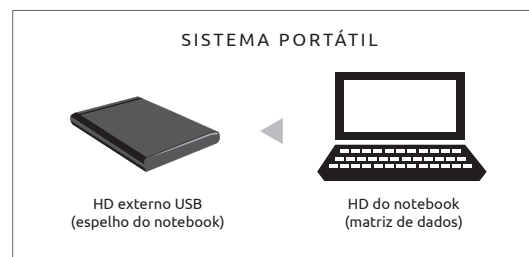 SISTEMA PORTÁTIL
HD externo USB
(espelho do notebook)
HD do notebook
(matriz de dados)